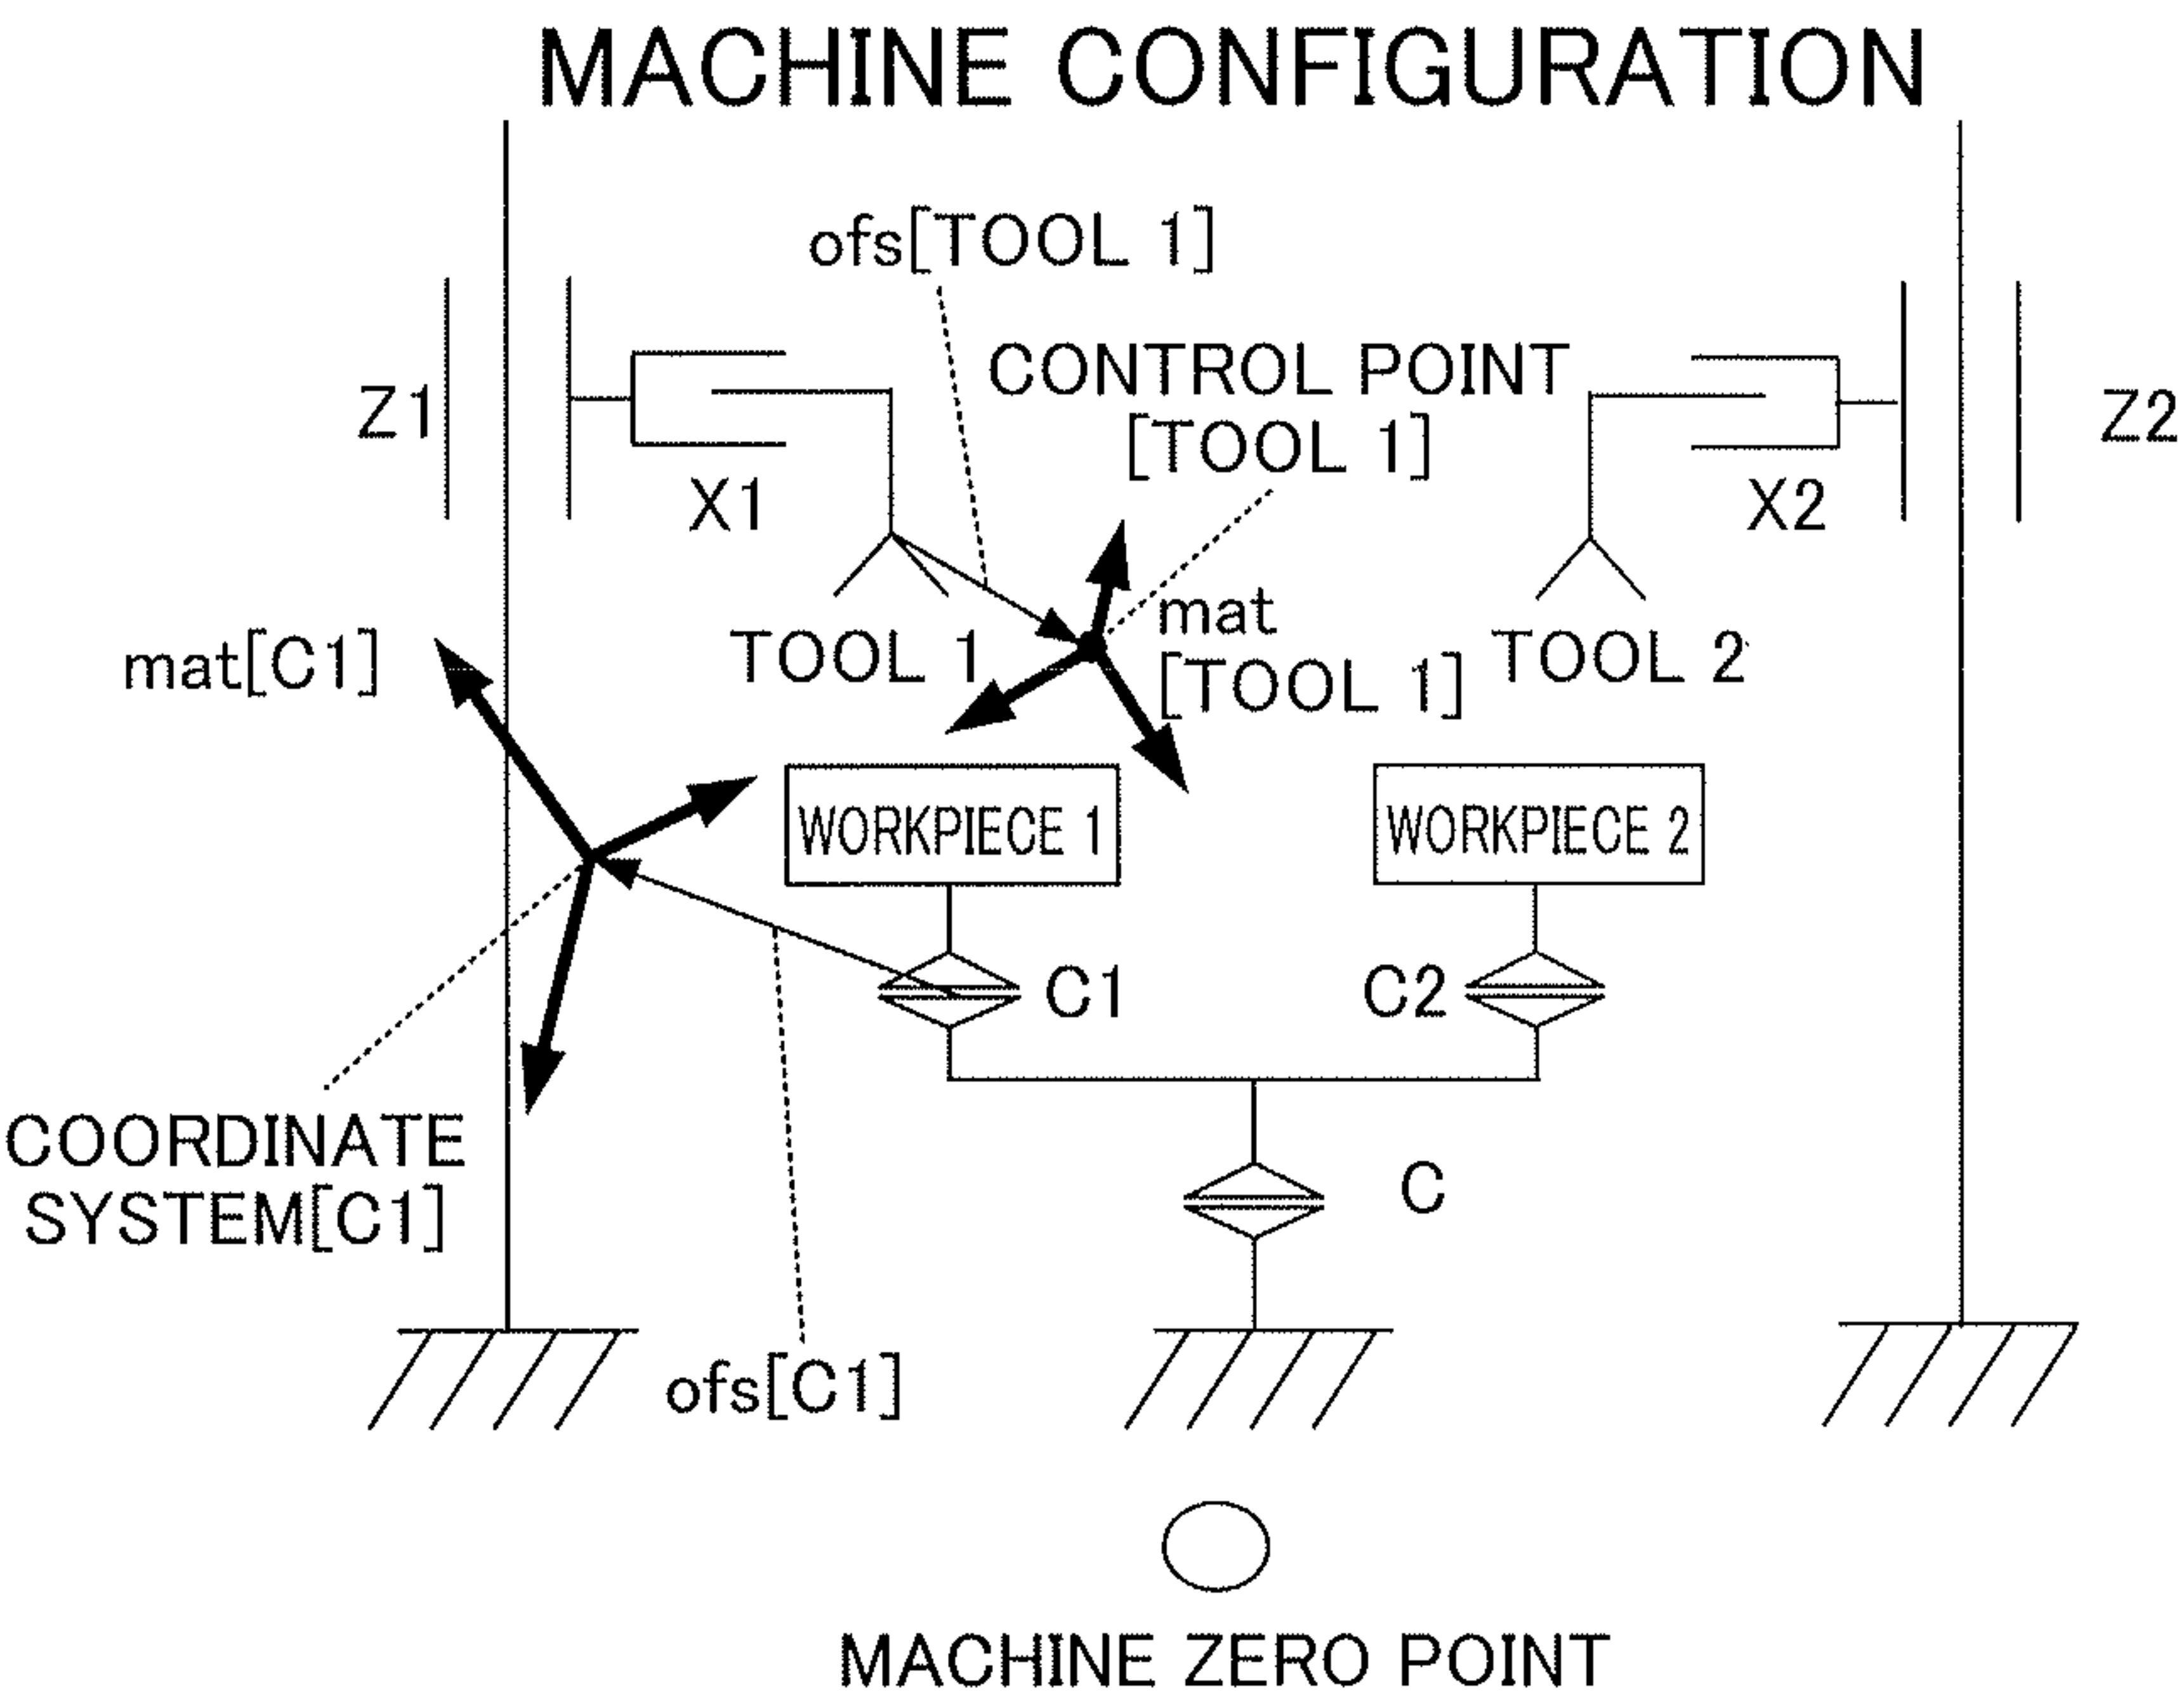 MACHINE CONFIGURATION
ofs[TOOL 1]
CONTROL POINT
[TOOL 1]
Z1
Z2
X1
X2
mat
[TOOL 1]
TOOL 1
TOOL 2
mat[C1]
WORKPIECE 1
WORKPIECE 2
C1
C2
COORDINATE
SYSTEM[C1]
C
ofs[C1]
MACHINE ZERO POINT